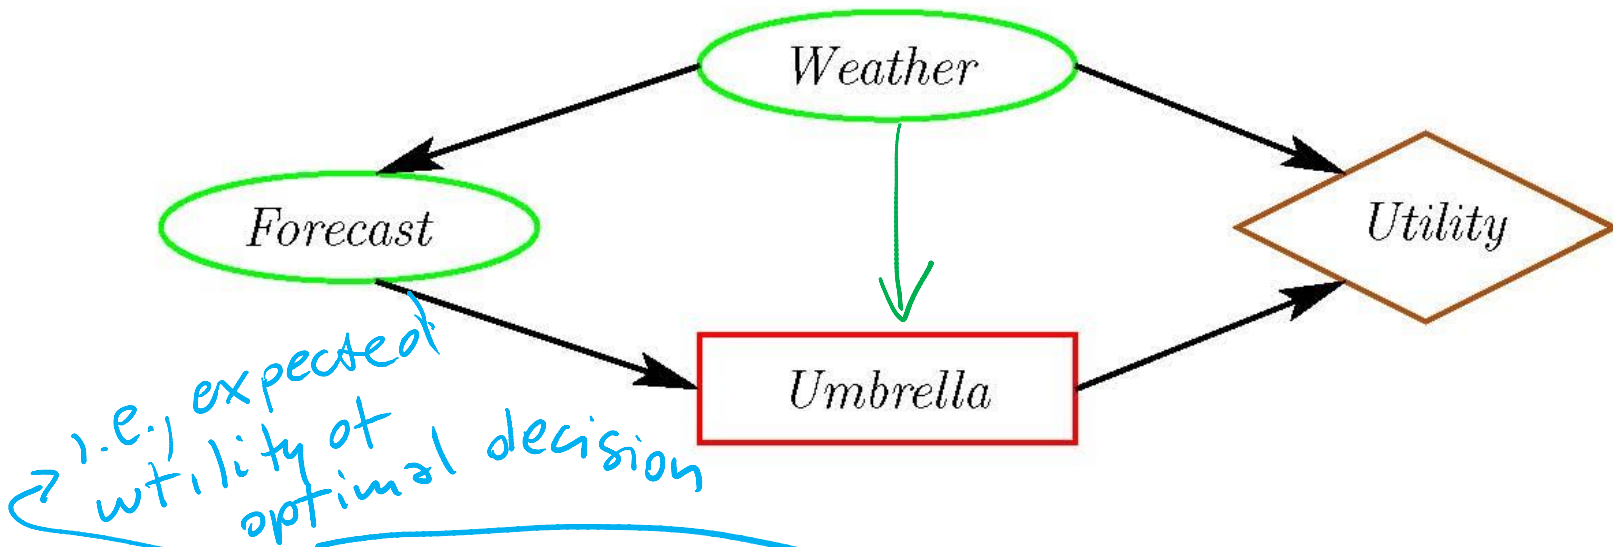 Weather
Forecast
Utility
Umbrella
i.e., expected
utility of
optimal decision